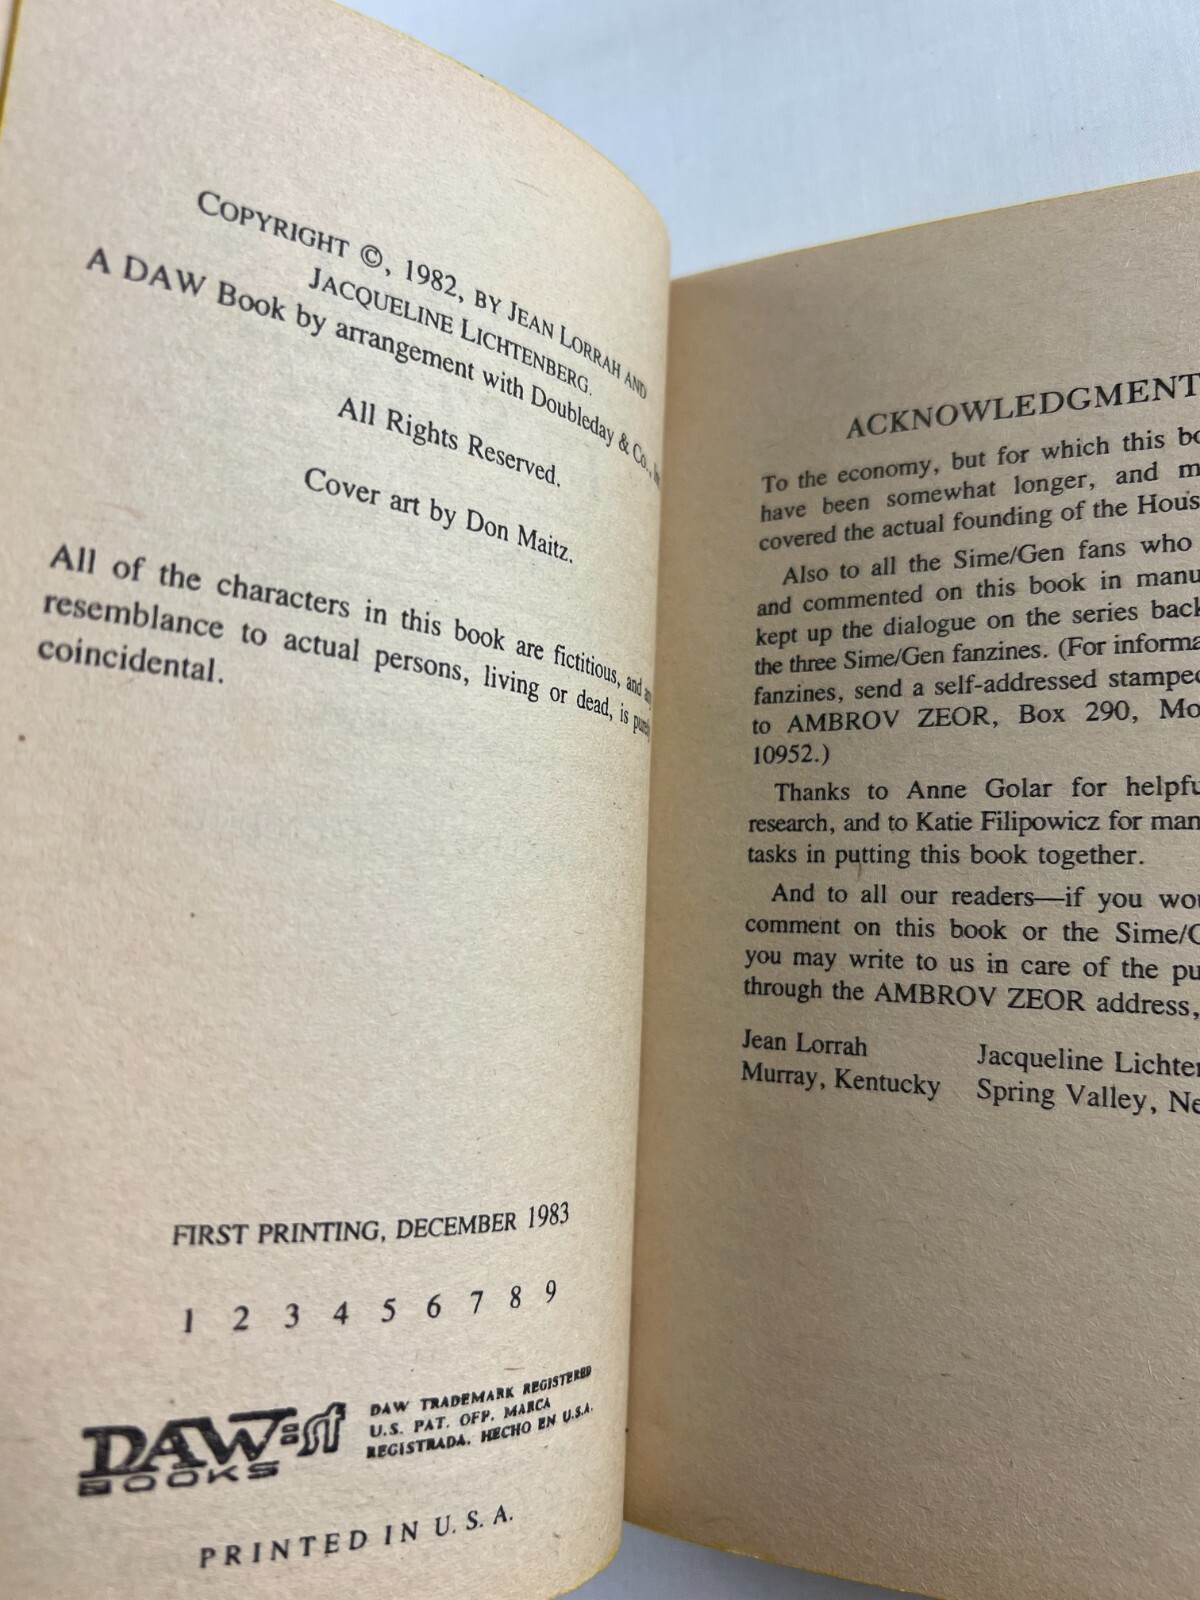 COPYRIGHT ©, 1982, BY JEAN LORRAH AND
JACQUELINE LICHTENBERG.
A DAW Book by arrangement with Doubleday & Co.,
All Rights Reserved.
Cover art by Don Maitz.
All of the characters in this book are fictitious, and any
resemblance to actual persons, living or dead, is purely
coincidental.
FIRST PRINTING, DECEMBER 1983
1 2 3 4 5 6 7 8 9
DAW
BOOKS
DAW TRADEMARK REGISTERED
U.S. PAT. OFF. MARCA
REGISTRADA. HECHO EN U.S.A.
PRINTED IN U.S.A.
ACKNOWLEDGMENT
To the economy, but for which this bo
have been somewhat longer, and m
covered the actual founding of the Hous
Also to all the Sime/Gen fans who
and commented on this book in manu
kept up the dialogue on the series back
the three Sime/Gen fanzines. (For informa
fanzines, send a self-addressed stamped
to AMBROV ZEOR, Box 290, Mo
10952.)
Thanks to Anne Golar for helpfu
research, and to Katie Filipowicz for man
tasks in putting this book together.
And to all our readers—if you wou
comment on this book or the Sime/G
you may write to us in care of the pu
through the AMBROV ZEOR address,
Jean Lorrah Jacqueline Lichten
Murray, Kentucky Spring Valley, Ne